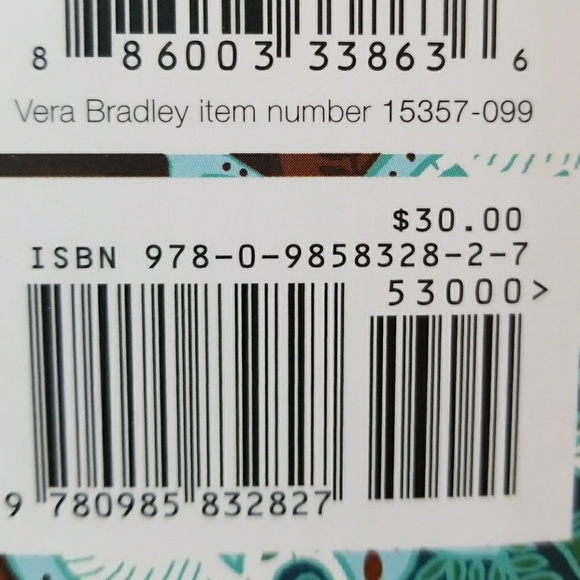 8 86003 33863 6
Vera Bradley item number 15357-099
$30.00
ISBN 978-0-9858328-2-7
53000>
9 780985 832827